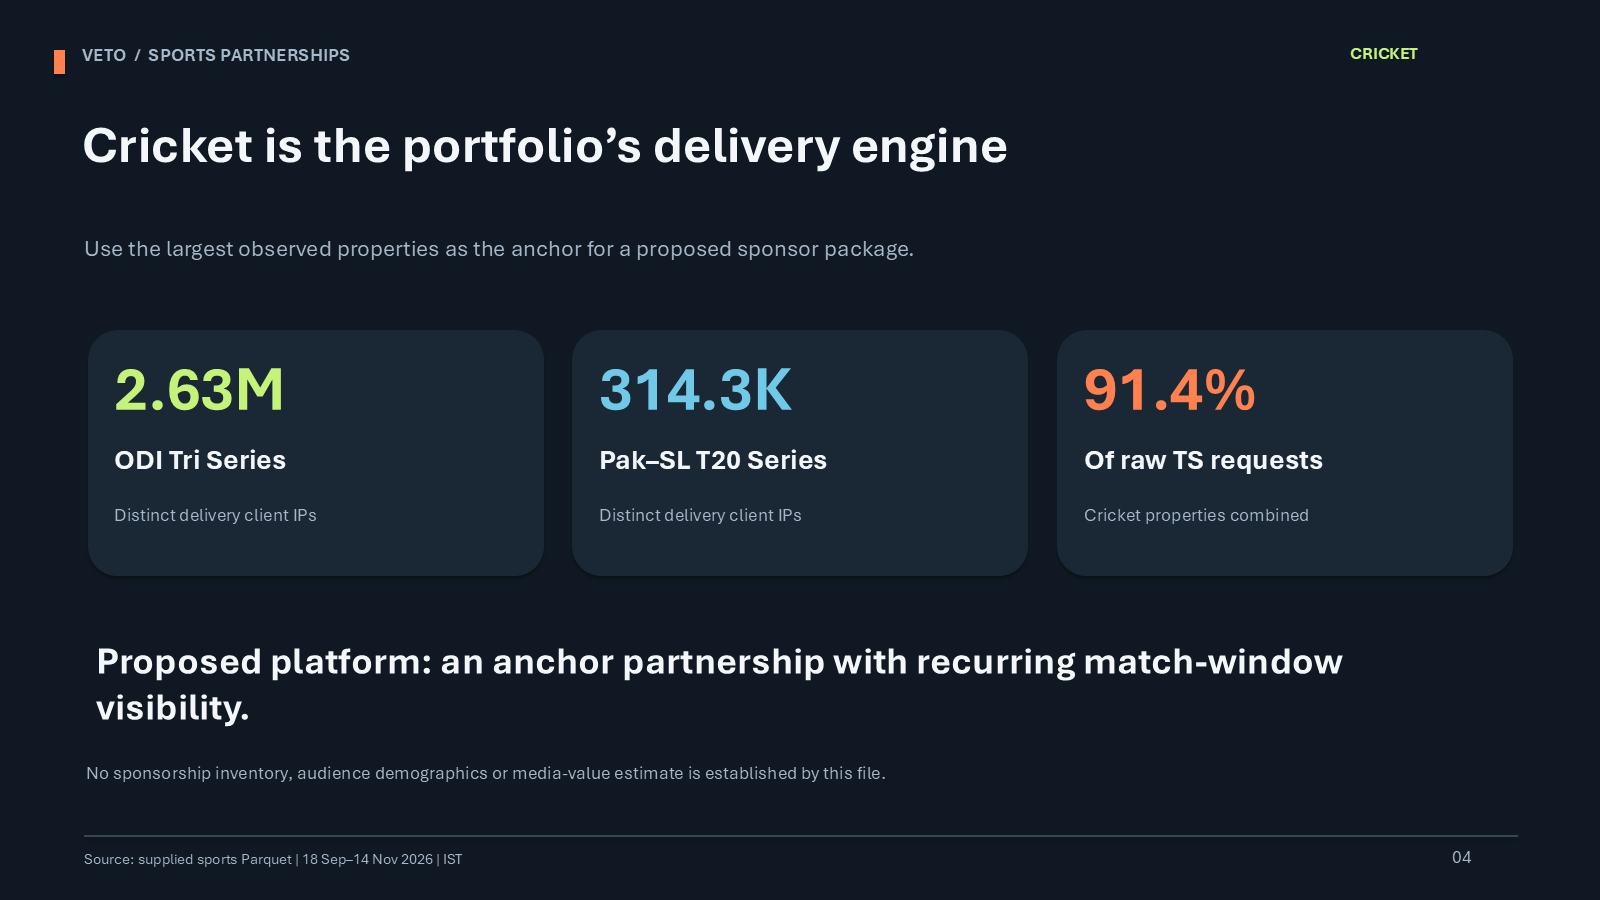 VETO / SPORTS PARTNERSHIPS
CRICKET
Cricket is the portfolio’s delivery engine
Use the largest observed properties as the anchor for a proposed sponsor package.
2.63M
ODI Tri Series
Distinct delivery client IPs
314.3K
Pak–SL T20 Series
Distinct delivery client IPs
91.4%
Of raw TS requests
Cricket properties combined
Proposed platform: an anchor partnership with recurring match-window
visibility.
No sponsorship inventory, audience demographics or media-value estimate is established by this file.
Source: supplied sports Parquet | 18 Sep–14 Nov 2026 | IST
04